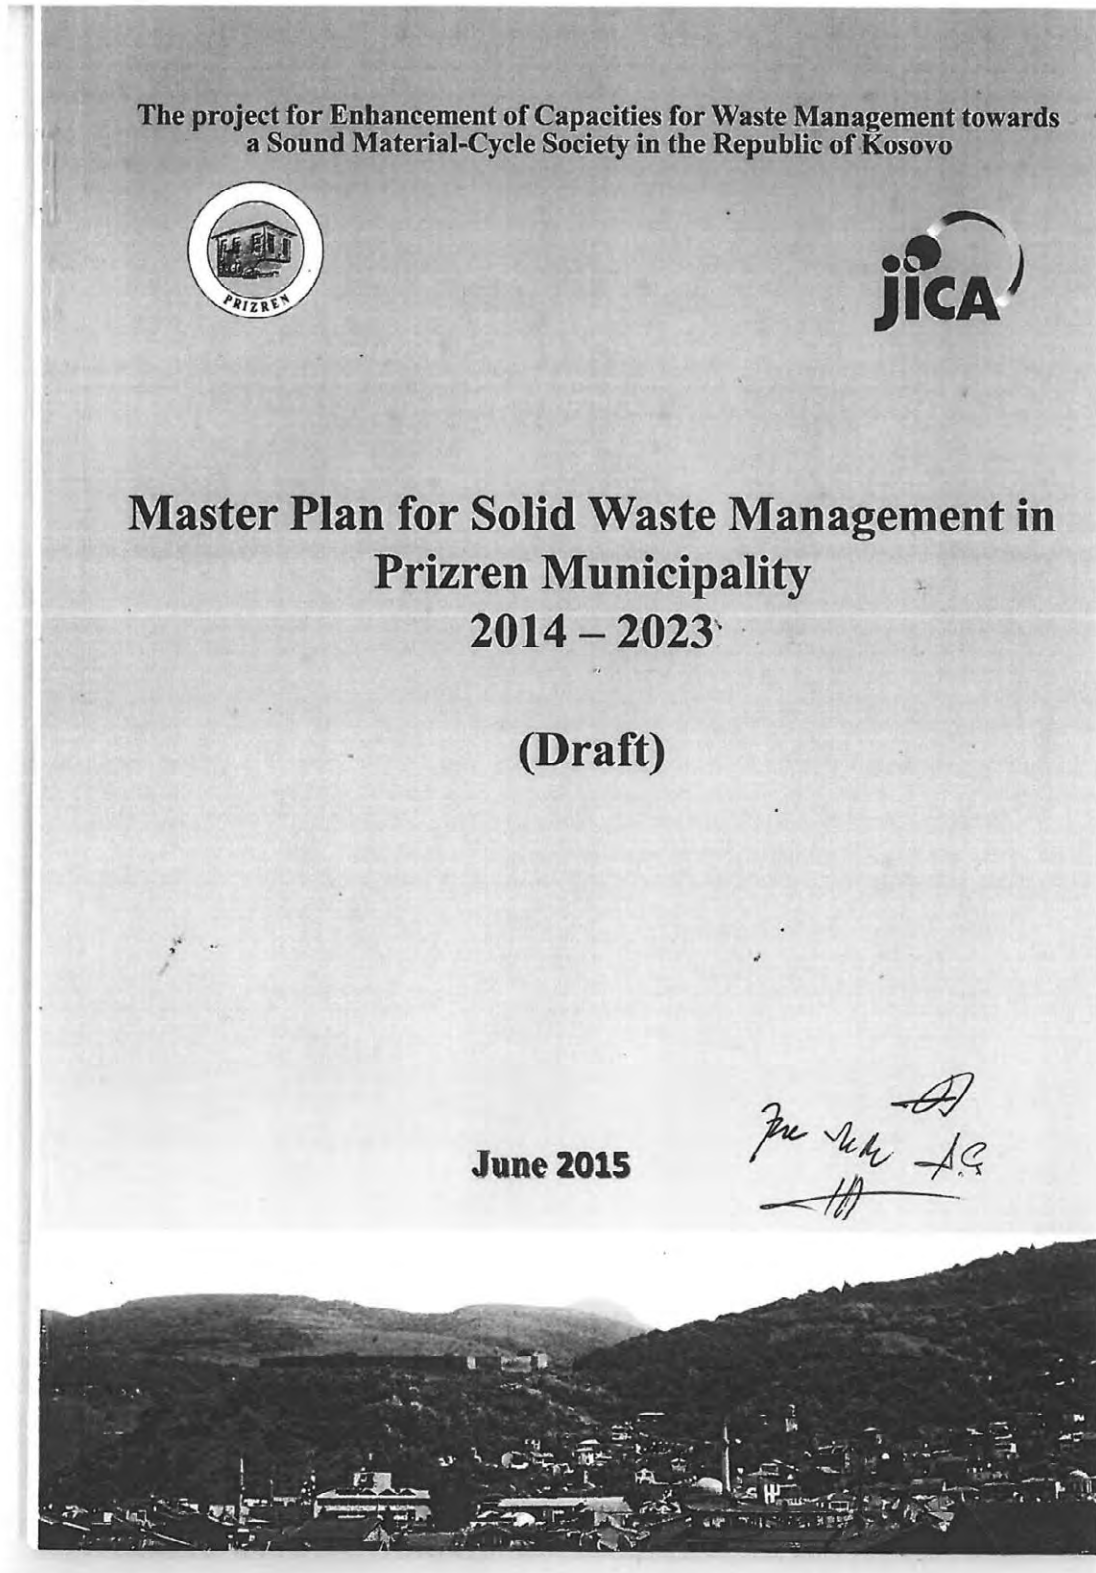 The project for Enhancement of Capacities for Waste Management towards
a Sound Material-Cycle Society in the Republic of Kosovo
PRIZREN
jica
Master Plan for Solid Waste Management in
Prizren Municipality
2014 – 2023
(Draft)
June 2015
A.G